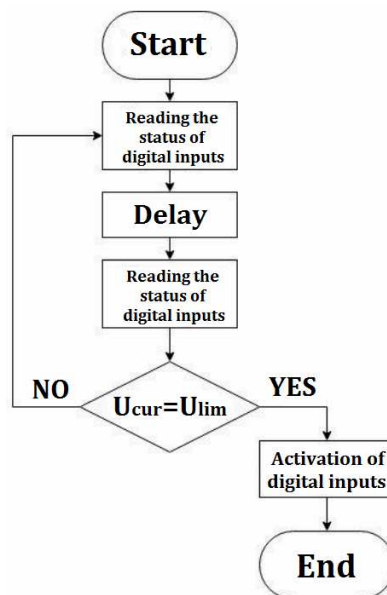 Start
Reading the
status of
digital inputs
Delay
Reading the
status of
digital inputs
NO
YES
Ucur=Ulim
Activation of
digital inputs
End